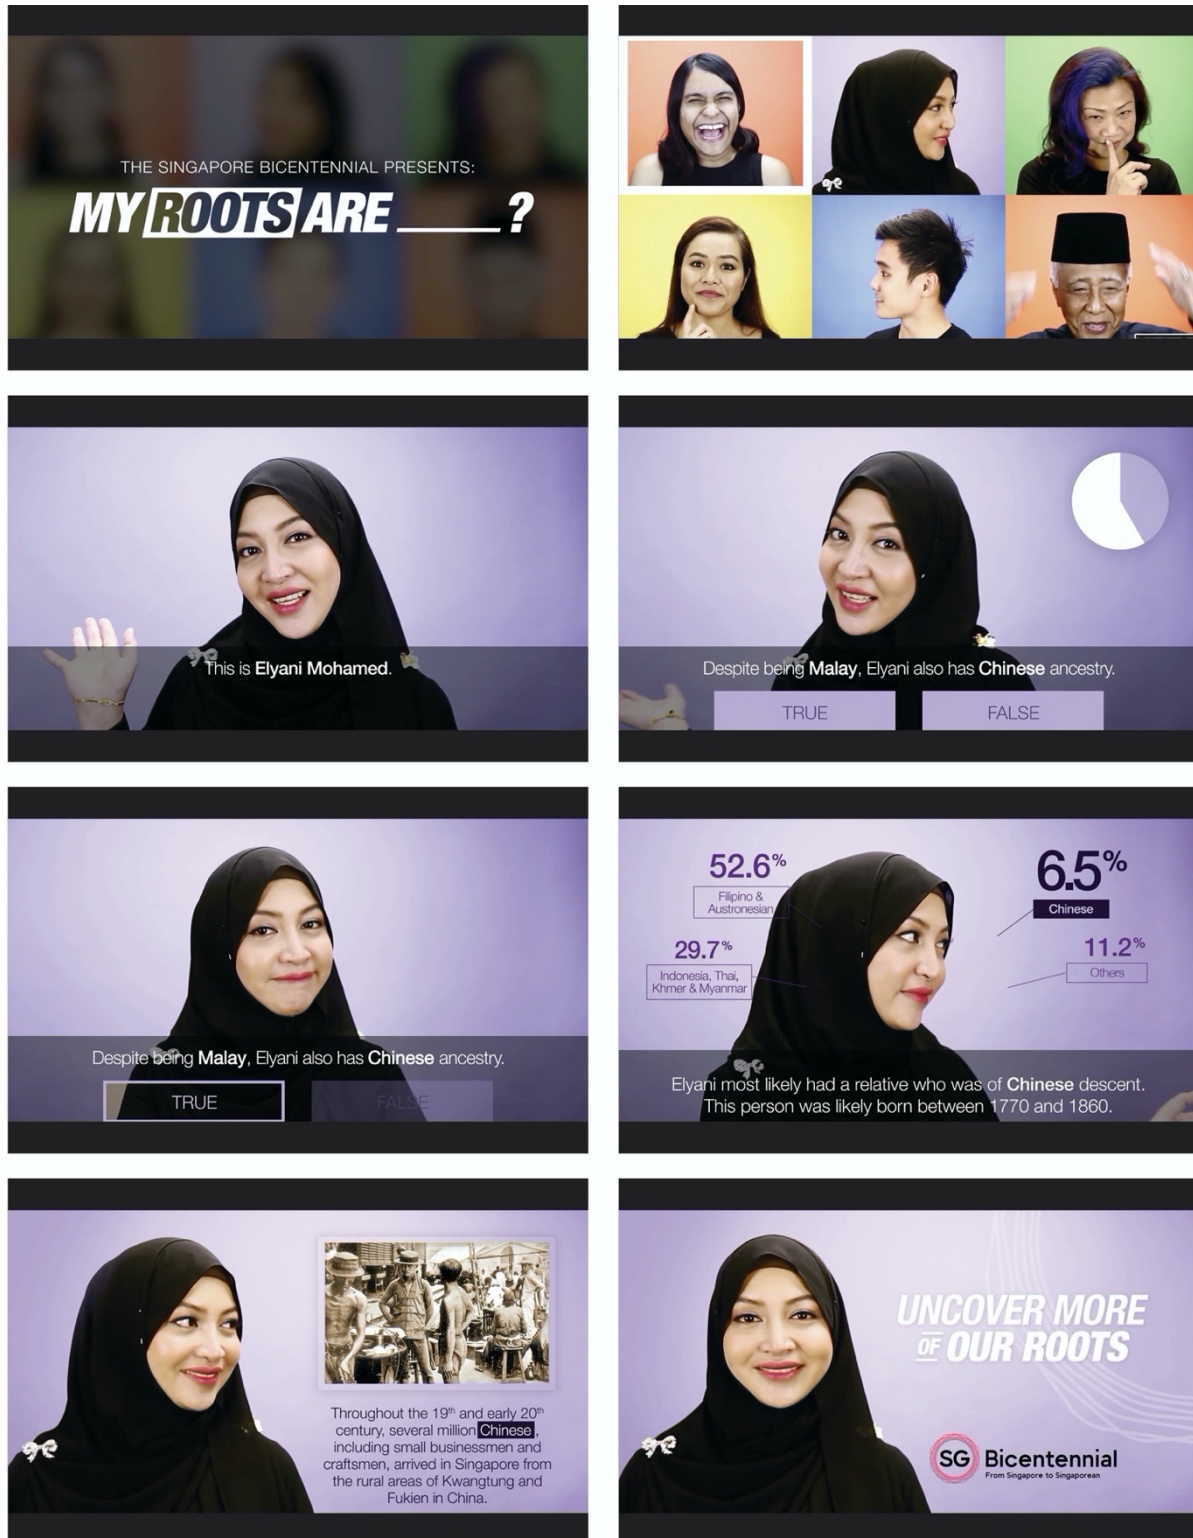 THE SINGAPORE BICENTENNIAL PRESENTS:
MY ROOTS ARE _____ ?
This is Elyani Mohamed.
Despite being Malay, Elyani also has Chinese ancestry.
TRUE
FALSE
Despite being Malay, Elyani also has Chinese ancestry.
TRUE
FALSE
52.6%
Filipino &
Austronesian
29.7%
Indonesia, Thai,
Khmer & Myanmar
6.5%
Chinese
11.2%
Others
Elyani most likely had a relative who was of Chinese descent.
This person was likely born between 1770 and 1860.
Throughout the 19th and early 20th
century, several million Chinese,
including small businessmen and
craftsmen, arrived in Singapore from
the rural areas of Kwangtung and
Fukien in China.
UNCOVER MORE
OF OUR ROOTS
SG Bicentennial
From Singapore to Singaporean